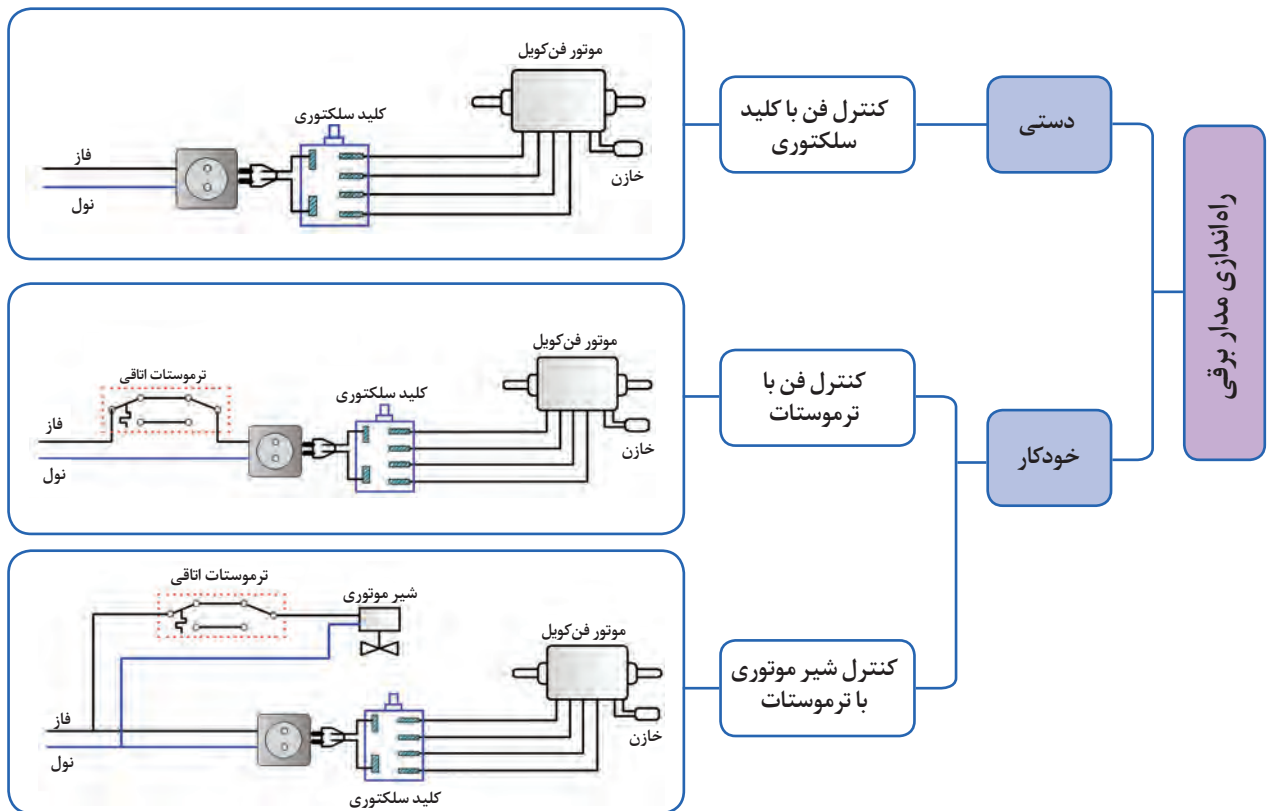 راه‌اندازی مدار برقی
دستی
کنترل فن با کلید
سلکتوری
موتور فن‌کویل
کلید سلکتوری
خازن
فاز
نول
خودکار
کنترل فن با
ترموستات
موتور فن‌کویل
ترموستات اتاقی
کلید سلکتوری
خازن
فاز
نول
کنترل شیر موتوری
با ترموستات
ترموستات اتاقی
شیر موتوری
موتور فن‌کویل
خازن
فاز
نول
کلید سلکتوری